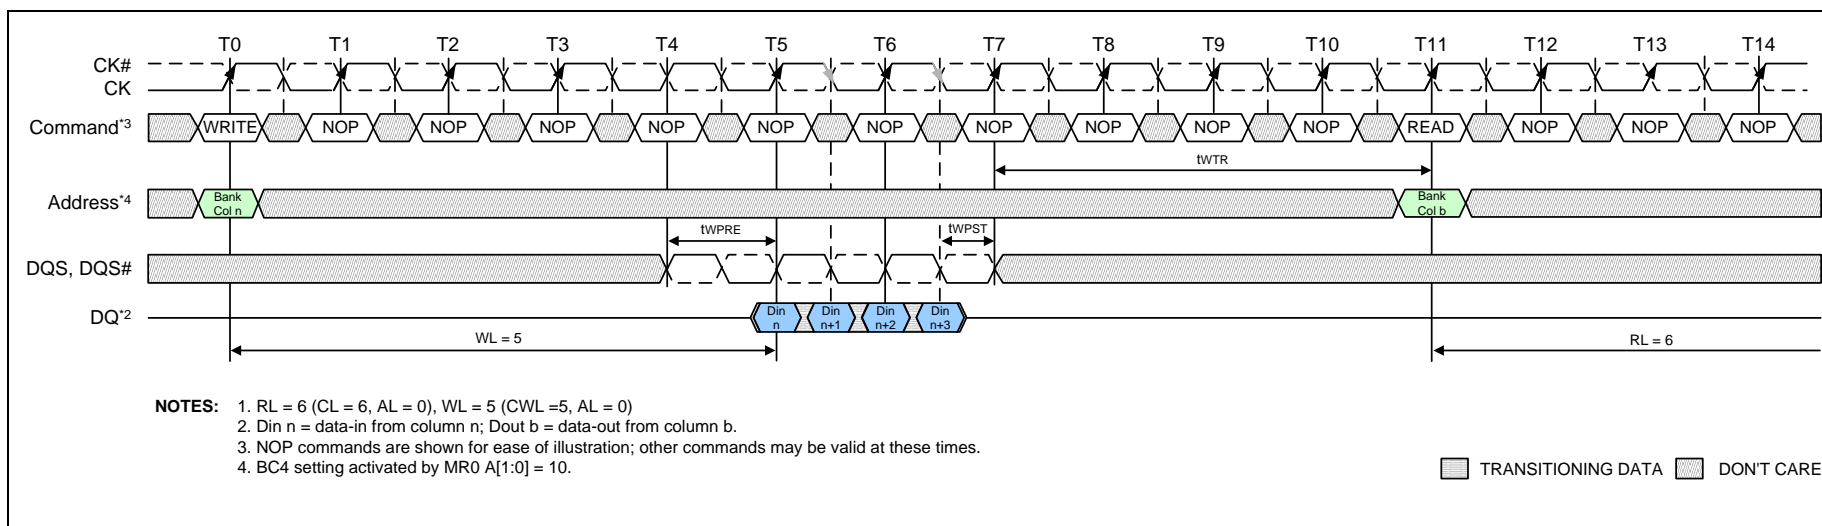 T0 T1 T2 T3 T4 T5 T6 T7 T8 T9 T10 T11 T12 T13 T14
CK#
CK
Command*3 WRITE NOP NOP NOP NOP NOP NOP NOP NOP NOP NOP READ NOP NOP NOP
tWTR
Address*4 Bank Col n Bank Col b
tWPRE tWPST
DQS, DQS#
DQ*2 Din n Din n+1 Din n+2 Din n+3
WL = 5 RL = 6
NOTES: 1. RL = 6 (CL = 6, AL = 0), WL = 5 (CWL =5, AL = 0)
2. Din n = data-in from column n; Dout b = data-out from column b.
3. NOP commands are shown for ease of illustration; other commands may be valid at these times.
4. BC4 setting activated by MR0 A[1:0] = 10.
TRANSITIONING DATA DON'T CARE